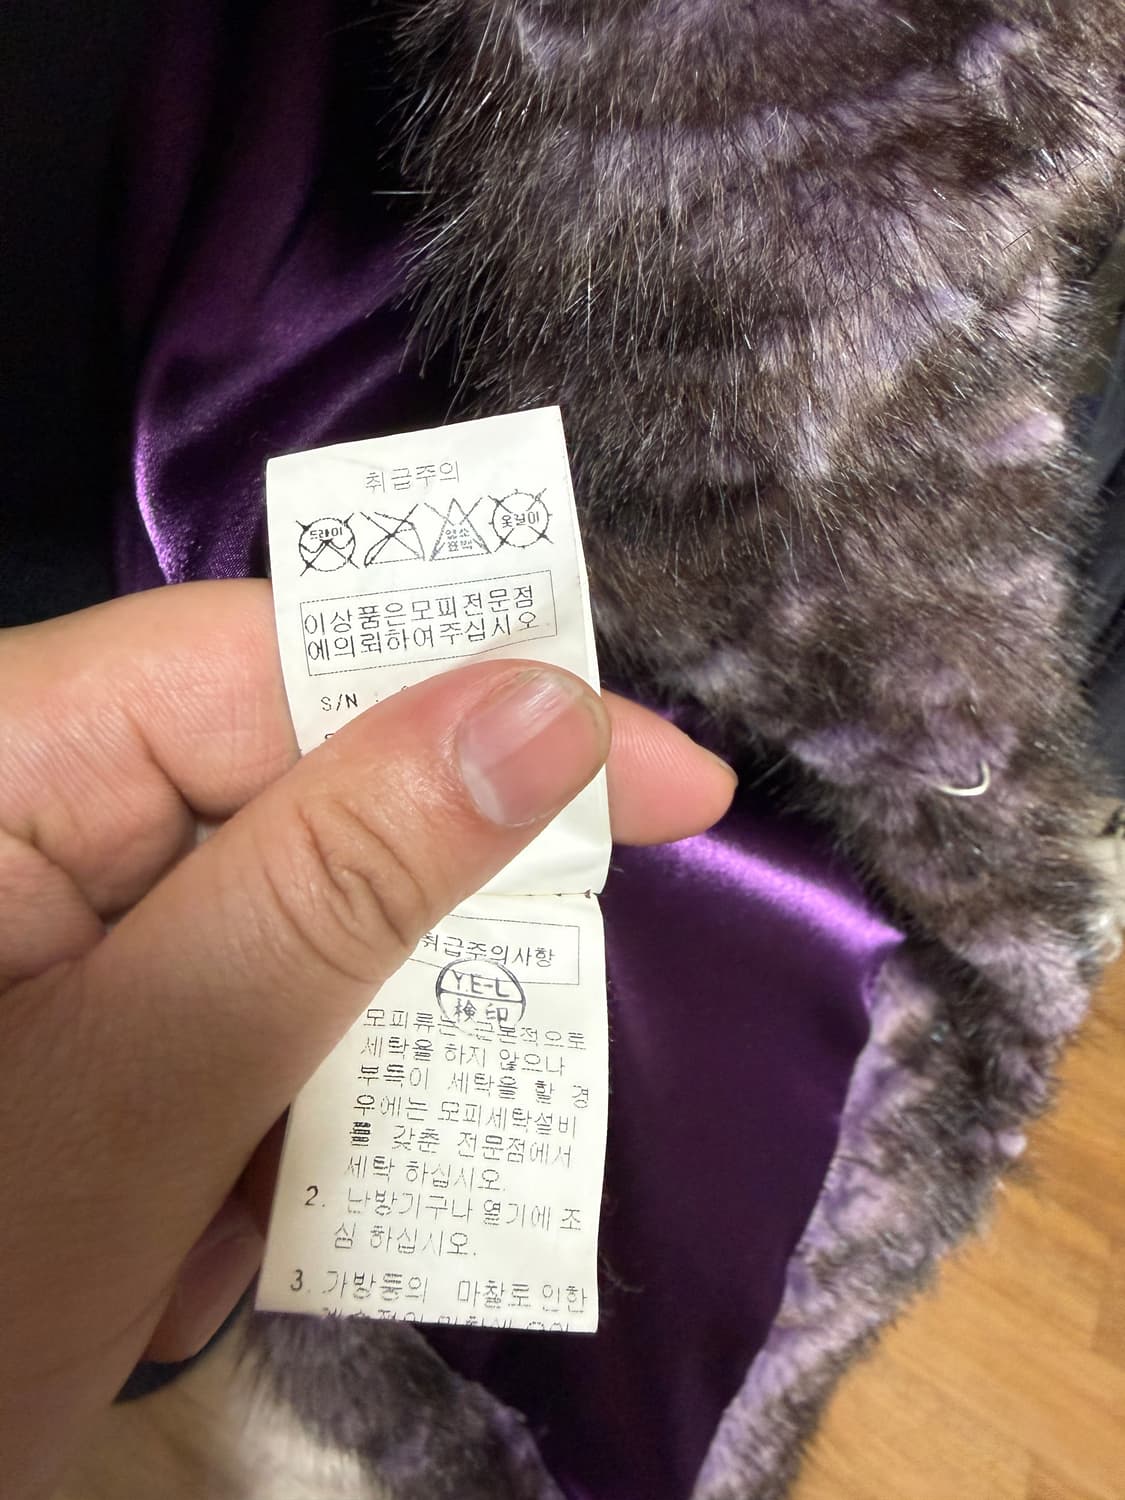 취급주의
드라이 염소 표백 옷걸이
이상품은모피전문점
에의뢰하여주십시오
S/N :
취급주의사항
Y.E-L
検印
모피류는 근본적으로
세탁을 하지 않으나
부득이 세탁을 할 경
우에는 모피세탁설비
를 갖춘 전문점에서
세탁 하십시오.
2. 난방기구나 열기에 조
심 하십시오.
3. 가방등의 마찰로 인한